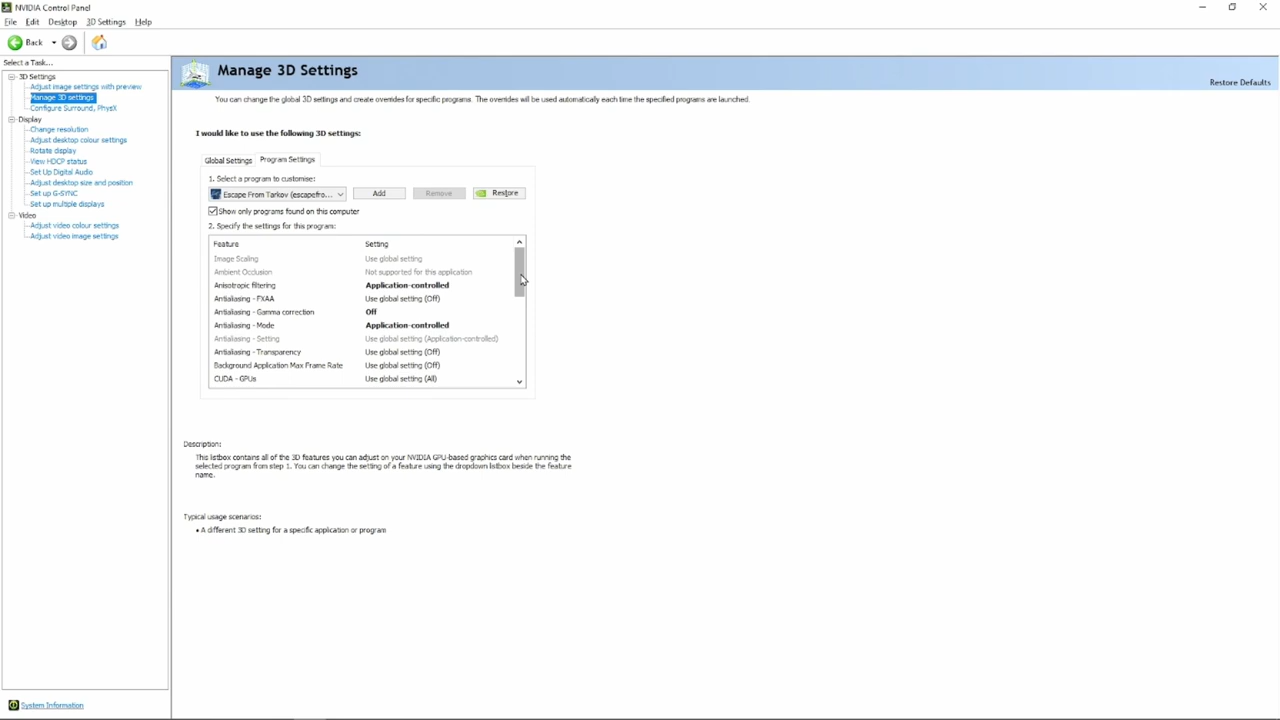 NVIDIA Control Panel
File Edit Desktop 3D Settings Help
Back
Select a Task...
3D Settings
Adjust image settings with preview
Manage 3D settings
Configure Surround, PhysX
Display
Change resolution
Adjust desktop colour settings
Rotate display
View HDCP status
Set Up Digital Audio
Adjust desktop size and position
Set up G-SYNC
Set up multiple displays
Video
Adjust video colour settings
Adjust video image settings
System Information
Manage 3D Settings
Restore Defaults
You can change the global 3D settings and create overrides for specific programs. The overrides will be used automatically each time the specified programs are launched.
I would like to use the following 3D settings:
Global Settings Program Settings
1. Select a program to customise:
Escape From Tarkov (escapefro... Add Remove Restore
Show only programs found on this computer
2. Specify the settings for this program:
Feature Setting
Image Scaling Use global setting
Ambient Occlusion Not supported for this application
Anisotropic filtering Application-controlled
Antialiasing - FXAA Use global setting (Off)
Antialiasing - Gamma correction Off
Antialiasing - Mode Application-controlled
Antialiasing - Setting Use global setting (Application-controlled)
Antialiasing - Transparency Use global setting (Off)
Background Application Max Frame Rate Use global setting (Off)
CUDA - GPUs Use global setting (All)
Description:
This listbox contains all of the 3D features you can adjust on your NVIDIA GPU-based graphics card when running the
selected program from step 1. You can change the setting of a feature using the dropdown listbox beside the feature
name.
Typical usage scenarios:
• A different 3D setting for a specific application or program